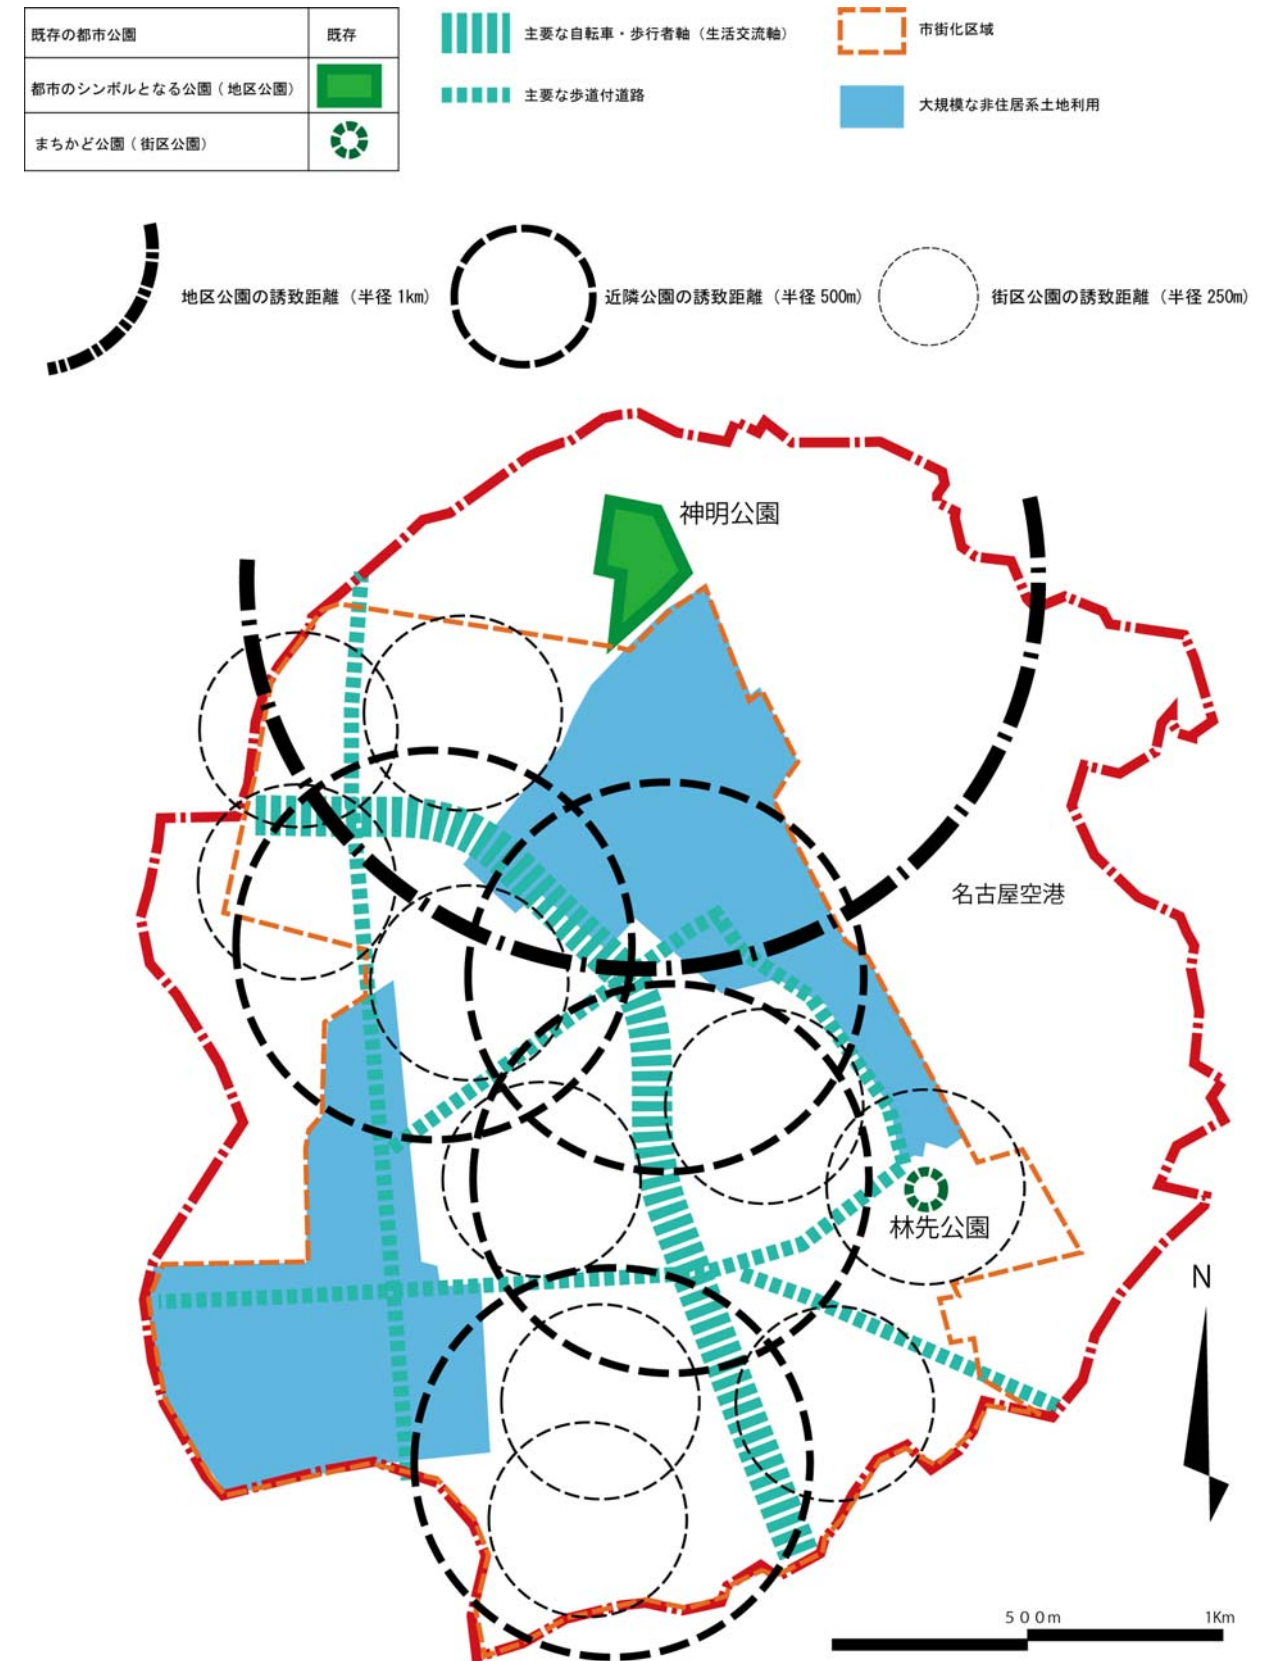 既存の都市公園 既存
都市のシンボルとなる公園（地区公園）
まちかど公園（街区公園）
主要な自転車・歩行者軸（生活交流軸）
主要な歩道付道路
市街化区域
大規模な非住居系土地利用
地区公園の誘致距離（半径 1km）
近隣公園の誘致距離（半径 500m）
街区公園の誘致距離（半径 250m）
神明公園
名古屋空港
林先公園
N
500m 1Km